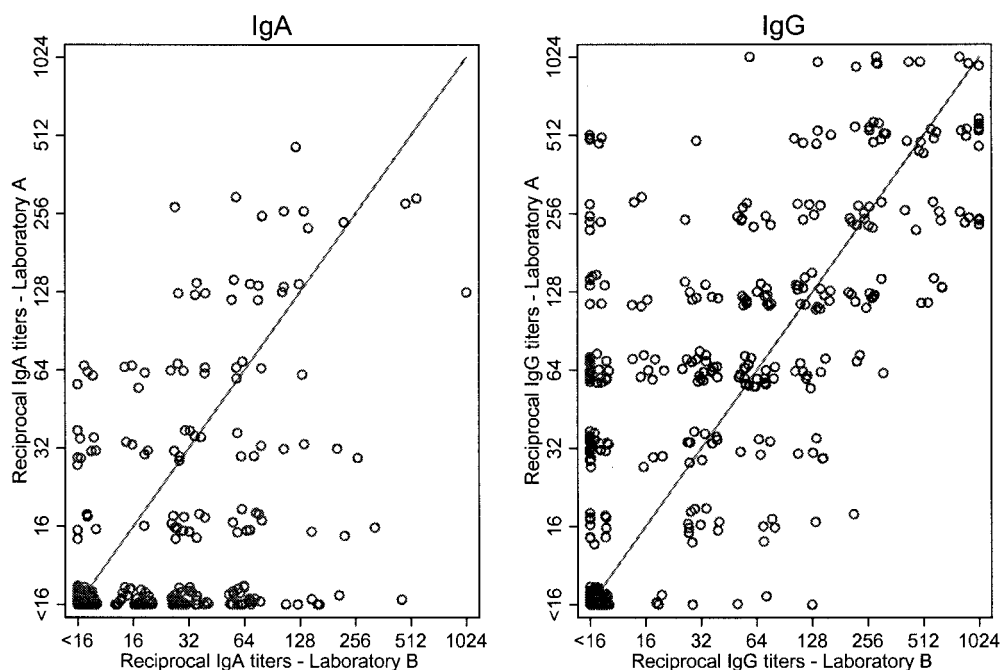 IgA
IgG
Reciprocal IgA titers - Laboratory A
1024
512
256
128
64
32
16
<16
<16 16 32 64 128 256 512 1024
Reciprocal IgA titers - Laboratory B
Reciprocal IgG titers - Laboratory A
1024
512
256
128
64
32
16
<16
<16 16 32 64 128 256 512 1024
Reciprocal IgG titers - Laboratory B